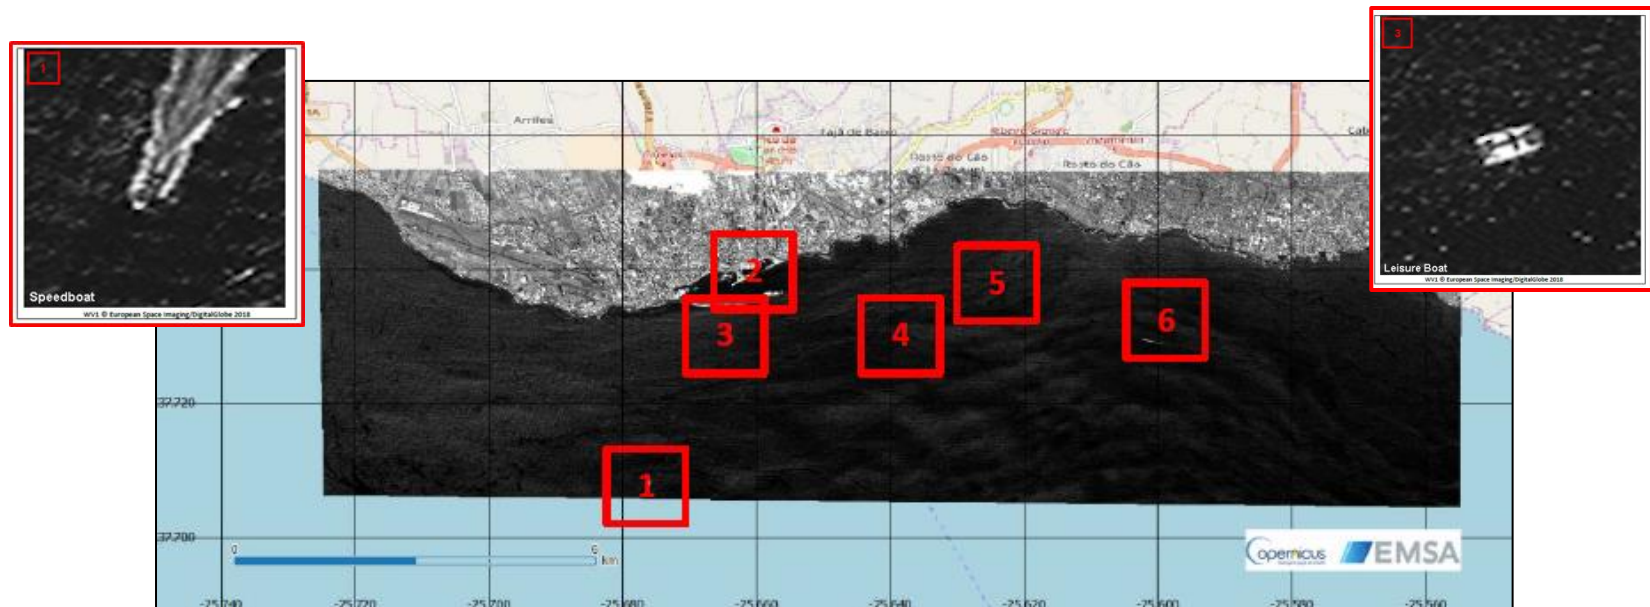 1
Speedboat
WV1 © European Space Imaging/DigitalGlobe 2018
3
Leisure Boat
WV1 © European Space Imaging/DigitalGlobe 2018
Arrifes
Fajã de Baixo
Rosto do Cão
Rosto do Cão
2
5
3
4
6
1
37.720
37.700
0
6
km
Copernicus
EMSA
-25.740
-25.720
-25.700
-25.680
-25.660
-25.640
-25.620
-25.600
-25.580
-25.560